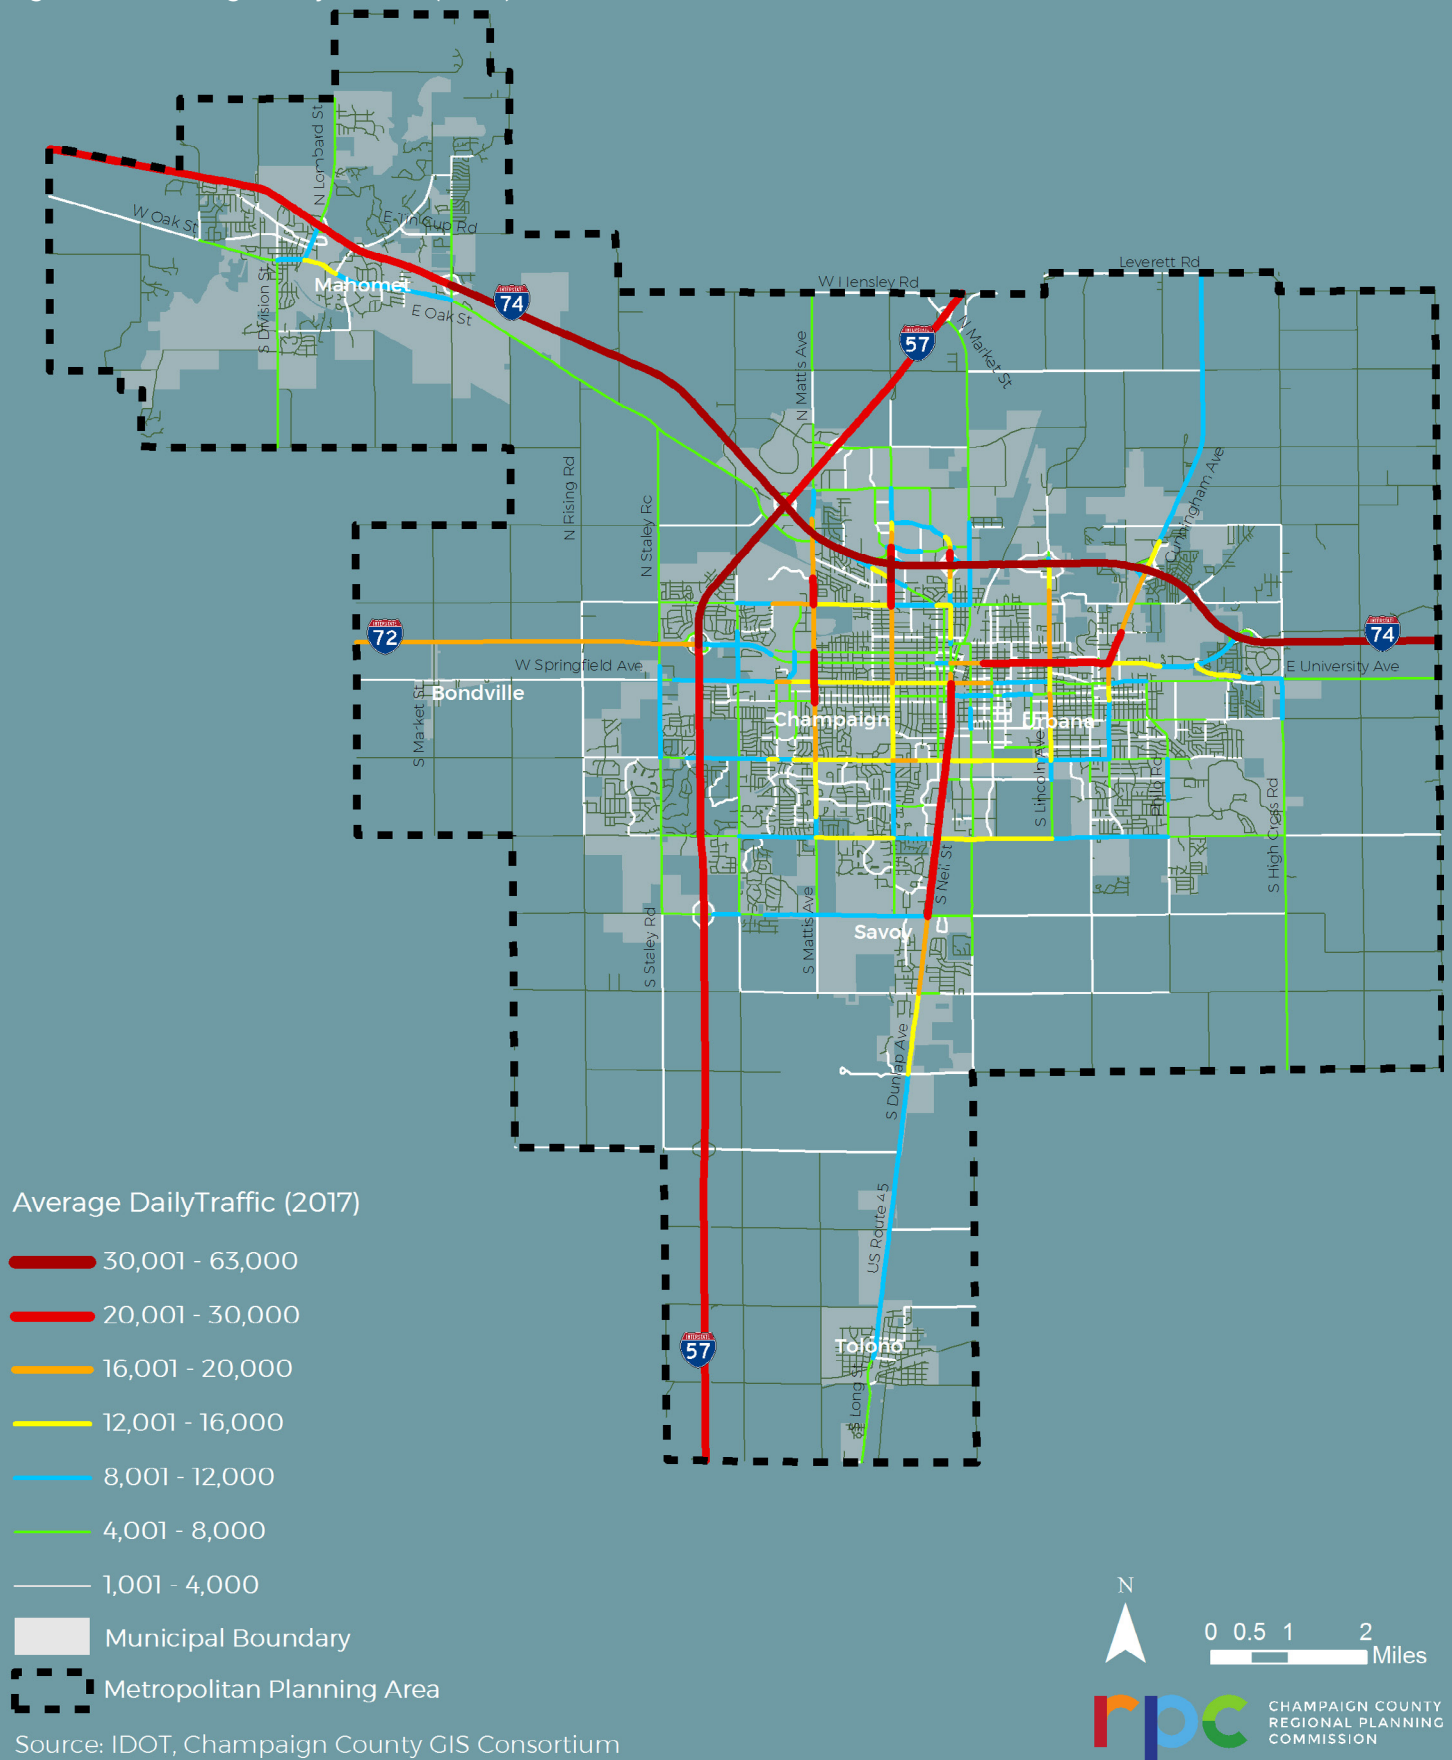 N Lombard St
W Oak St
E Tin Cup Rd
Mahomet
E Oak St
S Division St
74
W Hensley Rd
Leverett Rd
57
N Market St
N Mattis Ave
N Rising Rd
N Staley Rd
Cunningham Ave
72
74
W Springfield Ave
E University Ave
Bondville
S Market St
Champaign
Urbana
S Lincoln Ave
Philo Rd
S High Cross Rd
S Neil St
S Mattis Ave
S Staley Rd
Savoy
S Dunlap Ave
US Route 45
57
Tolono
S Long St
Average DailyTraffic (2017)
30,001 - 63,000
20,001 - 30,000
16,001 - 20,000
12,001 - 16,000
8,001 - 12,000
4,001 - 8,000
1,001 - 4,000
Municipal Boundary
Metropolitan Planning Area
Source: IDOT, Champaign County GIS Consortium
N
0 0.5 1 2
Miles
rpc
CHAMPAIGN COUNTY
REGIONAL PLANNING
COMMISSION